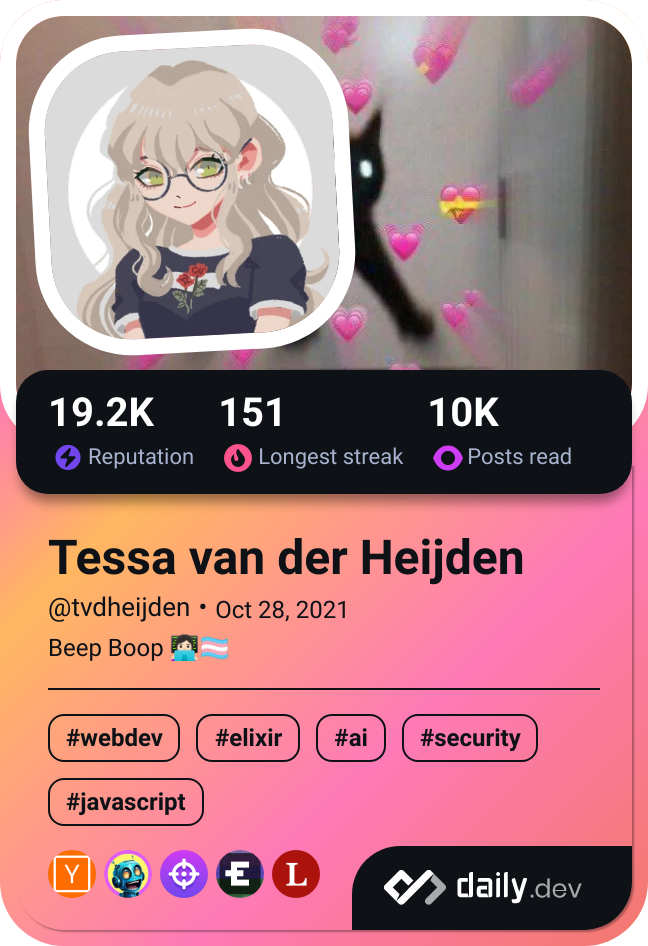 19.2K 151 10K
Reputation Longest streak Posts read
Tessa van der Heijden
@tvdheijden • Oct 28, 2021
Beep Boop 👩🏻‍💻🏳️‍⚧️
#webdev #elixir #ai #security
#javascript
Y E L
daily.dev